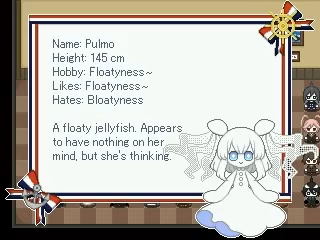 Name: Pulmo
Height: 145 cm
Hobby: Floatyness~
Likes: Floatyness~
Hates: Bloatyness
A floaty jellyfish. Appears
to have nothing on her
mind, but she's thinking.